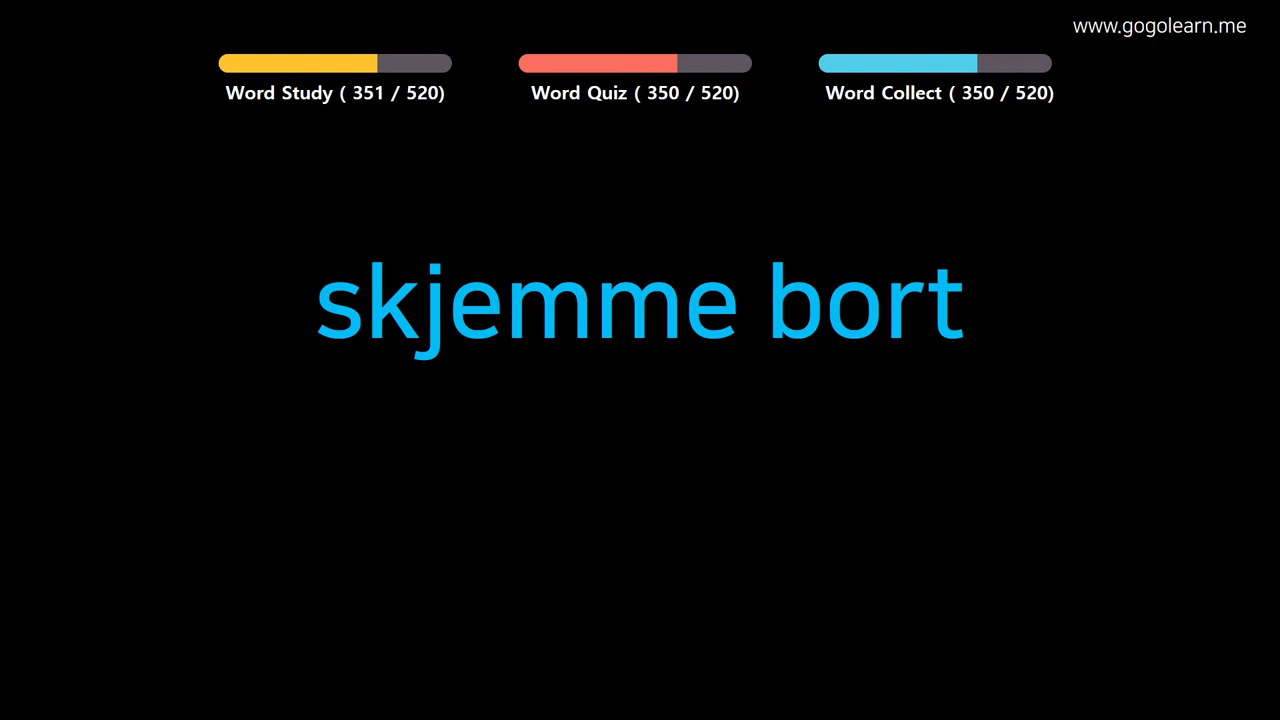 www.gogolearn.me
Word Study ( 351 / 520)
Word Quiz ( 350 / 520)
Word Collect ( 350 / 520)
skjemme bort